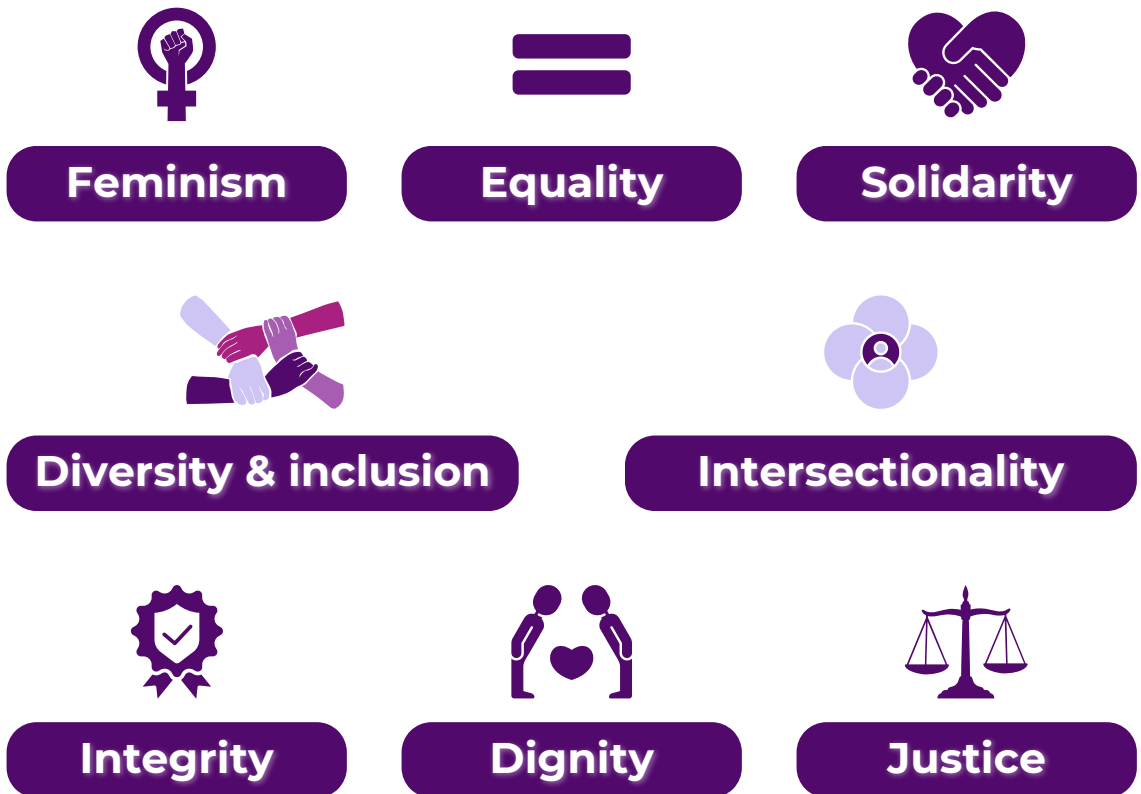 Feminism
Equality
Solidarity
Diversity & inclusion
Intersectionality
Integrity
Dignity
Justice